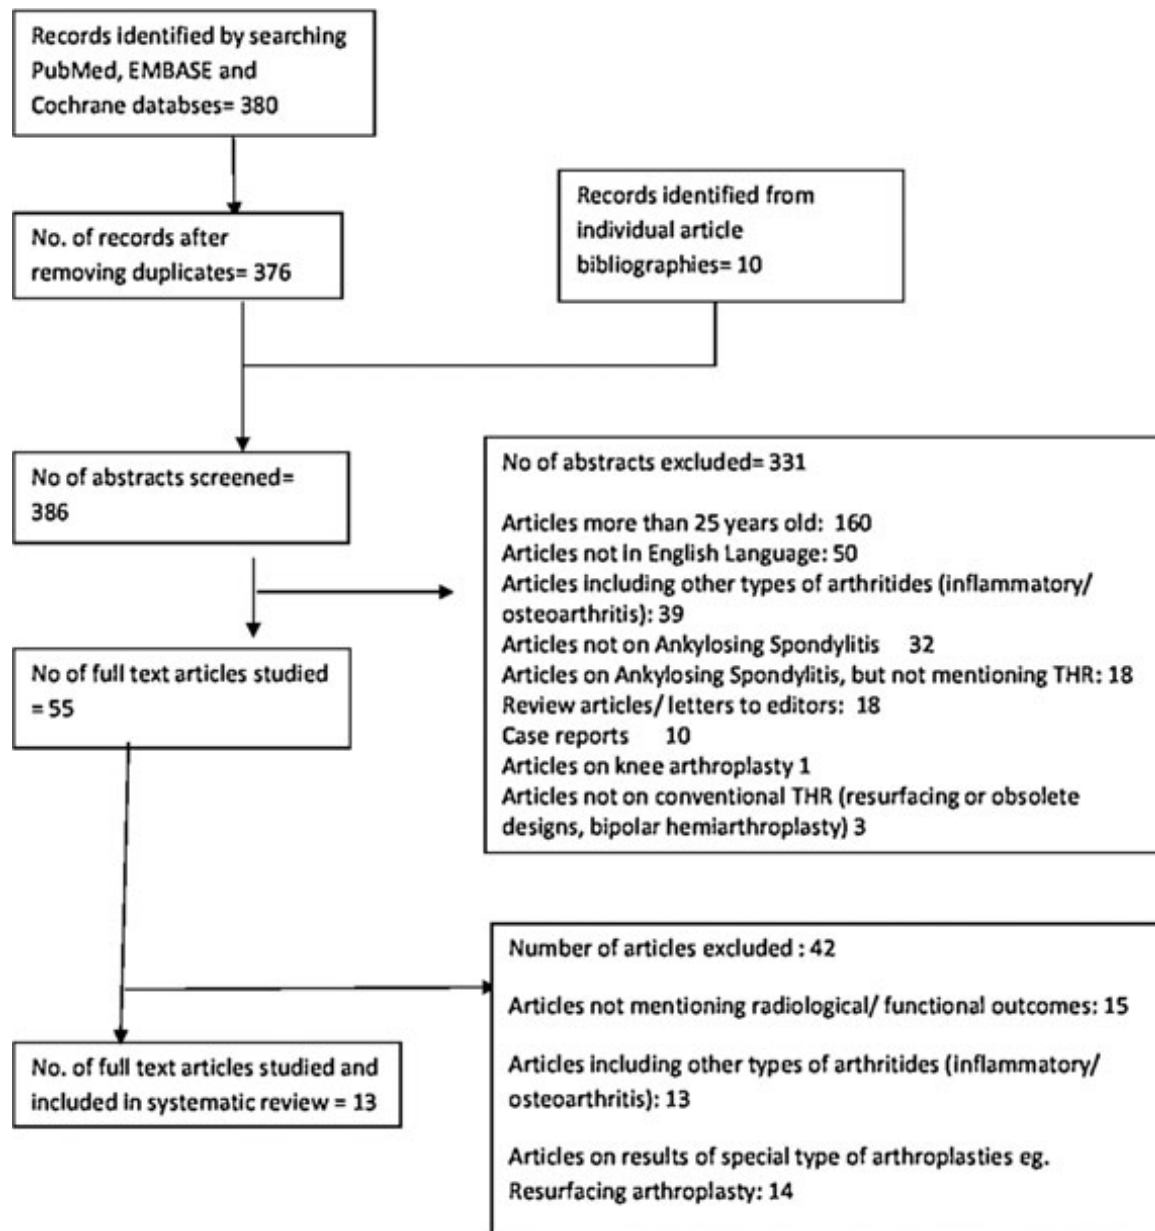 Records identified by searching
PubMed, EMBASE and
Cochrane databses= 380
Records identified from
individual article
bibliographies= 10
No. of records after
removing duplicates= 376
No of abstracts screened=
386
No of abstracts excluded= 331
Articles more than 25 years old: 160
Articles not in English Language: 50
Articles including other types of arthritides (inflammatory/
osteoarthritis): 39
Articles not on Ankylosing Spondylitis 32
Articles on Ankylosing Spondylitis, but not mentioning THR: 18
Review articles/ letters to editors: 18
Case reports 10
Articles on knee arthroplasty 1
Articles not on conventional THR (resurfacing or obsolete
designs, bipolar hemiarthroplasty) 3
No of full text articles studied
= 55
Number of articles excluded : 42
Articles not mentioning radiological/ functional outcomes: 15
Articles including other types of arthritides (inflammatory/
osteoarthritis): 13
Articles on results of special type of arthroplasties eg.
Resurfacing arthroplasty: 14
No. of full text articles studied and
included in systematic review = 13